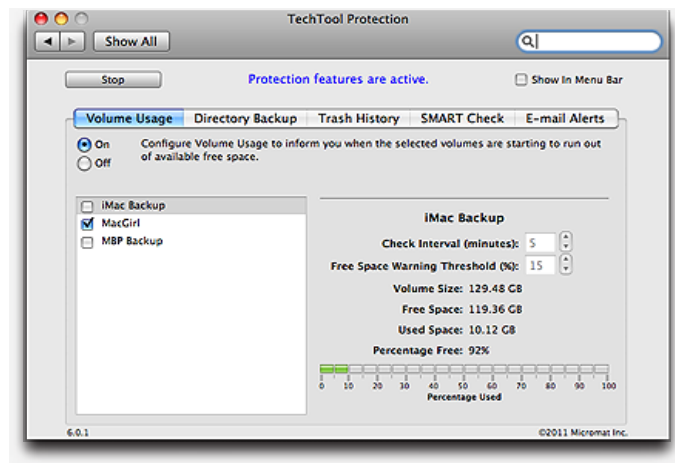 TechTool Protection
Show All
Stop
Protection features are active.
Show In Menu Bar
Volume Usage Directory Backup Trash History SMART Check E-mail Alerts
On
Off
Configure Volume Usage to inform you when the selected volumes are starting to run out
of available free space.
iMac Backup
MacGirl
MBP Backup
iMac Backup
Check Interval (minutes): 5
Free Space Warning Threshold (%): 15
Volume Size: 129.48 GB
Free Space: 119.36 GB
Used Space: 10.12 GB
Percentage Free: 92%
0 10 20 30 40 50 60 70 80 90 100
Percentage Used
6.0.1
©2011 Micromat Inc.